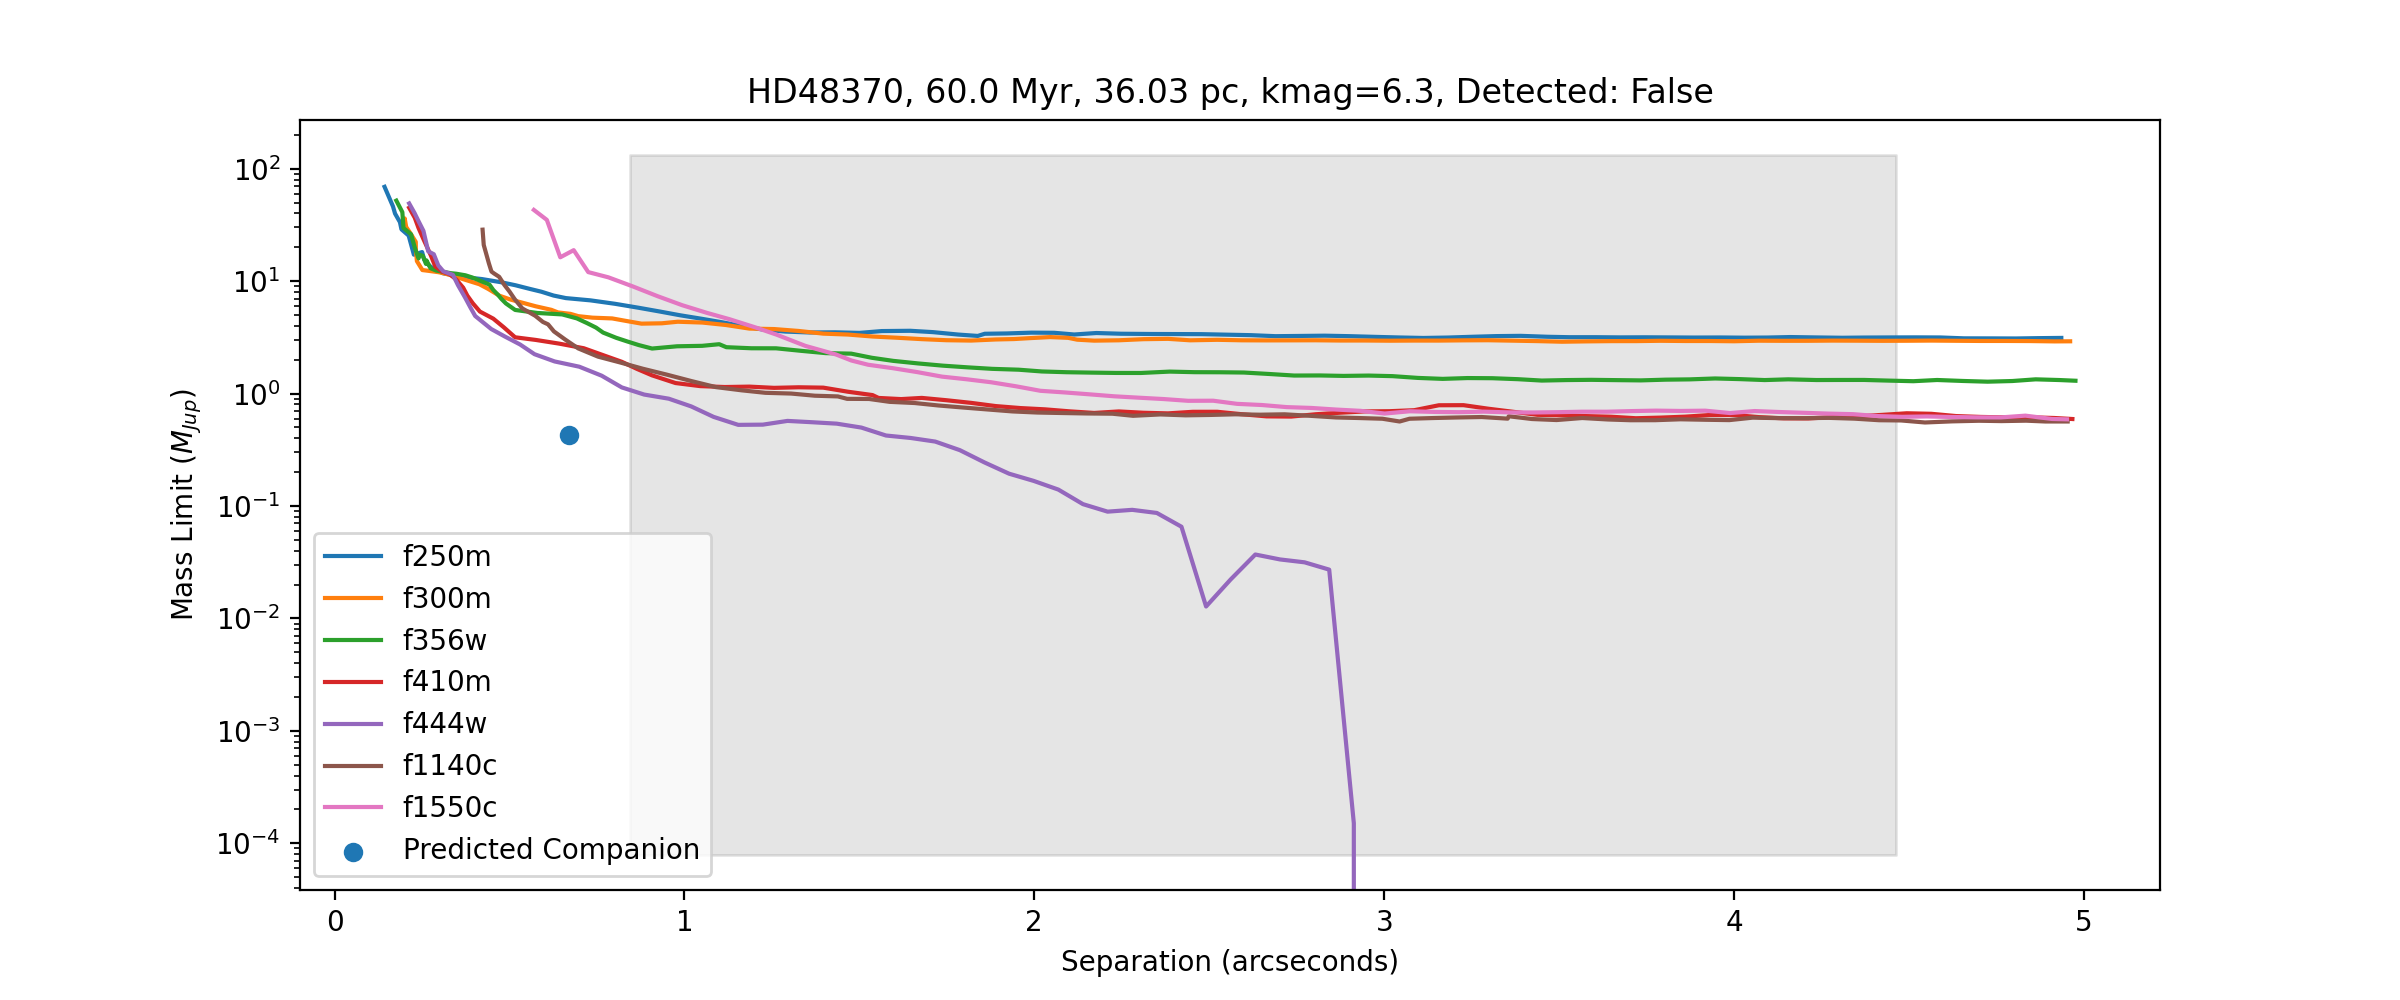 HD48370, 60.0 Myr, 36.03 pc, kmag=6.3, Detected: False
Mass Limit (M_Jup)
10^2
10^1
10^0
10^−1
10^−2
10^−3
10^−4
f250m
f300m
f356w
f410m
f444w
f1140c
f1550c
Predicted Companion
0 1 2 3 4 5
Separation (arcseconds)